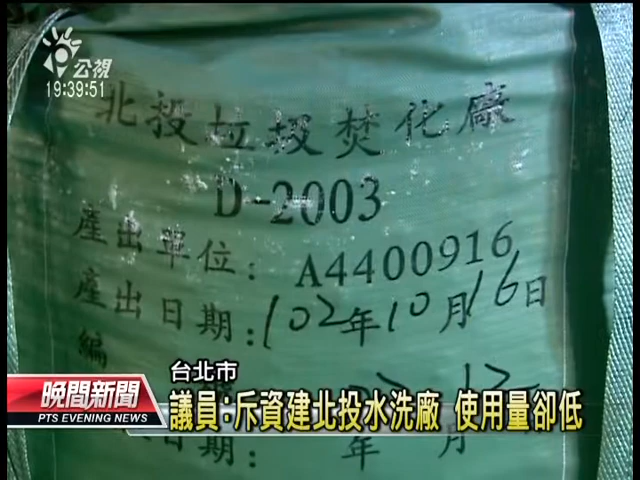 公視
19:39:51
北投垃圾焚化廠
D-2003
產出單位：A4400916
產出日期：102年10月16日
編
台北市
晚間新聞
PTS EVENING NEWS
議員：斥資建北投水洗廠 使用量卻低
日期：年 月